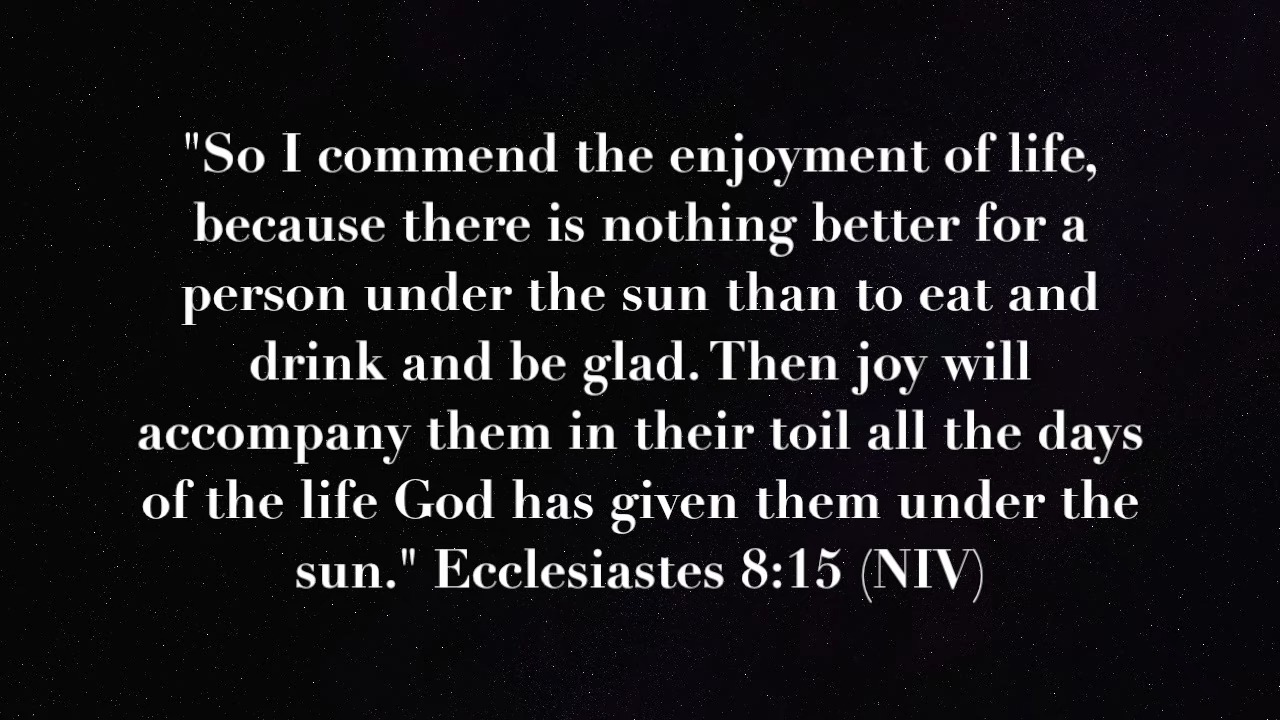 "So I commend the enjoyment of life,
because there is nothing better for a
person under the sun than to eat and
drink and be glad. Then joy will
accompany them in their toil all the days
of the life God has given them under the
sun." Ecclesiastes 8:15 (NIV)